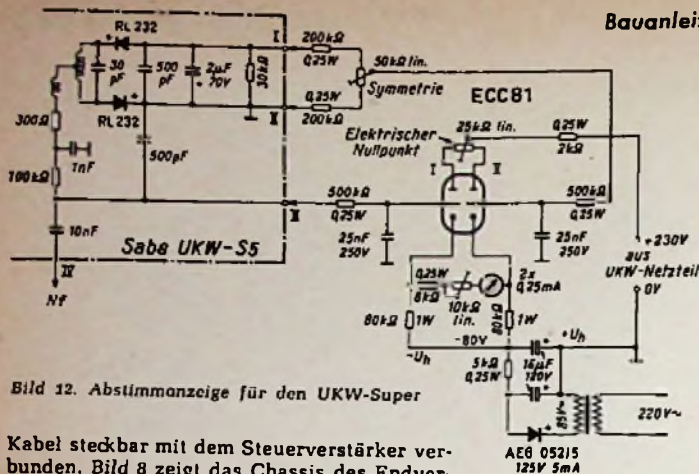 Bauanlei
RL 232
30 pF
500 pF
2µF 70V
30kΩ
I
200kΩ
0,25W
50kΩ lin.
Symmetrie
ECC81
300Ω
RL 232
1nF
500pF
II
0,25W
200kΩ
Elektrischer Nullpunkt
25kΩ lin.
I
II
0,25W
2kΩ
100kΩ
10nF
Saba UKW-S5
IV
Nf
500kΩ
0,25W
25nF
250V
500kΩ
0,25W
25nF
250V
+230V
aus
UKW-Netzteil
0V
0,25W
8kΩ
10kΩ
lin.
2x
0,25mA
80kΩ
1W
80kΩ
1W
-Uh
-80V
+Uh
5kΩ
0,25W
16µF
120V
85V~
220V~
AEG 052/5
125V 5mA
Bild 12. Abstimmanzeige für den UKW-Super
Kabel steckbar mit dem Steuerverstärker ver-
bunden. Bild 8 zeigt das Chassis des Endver-